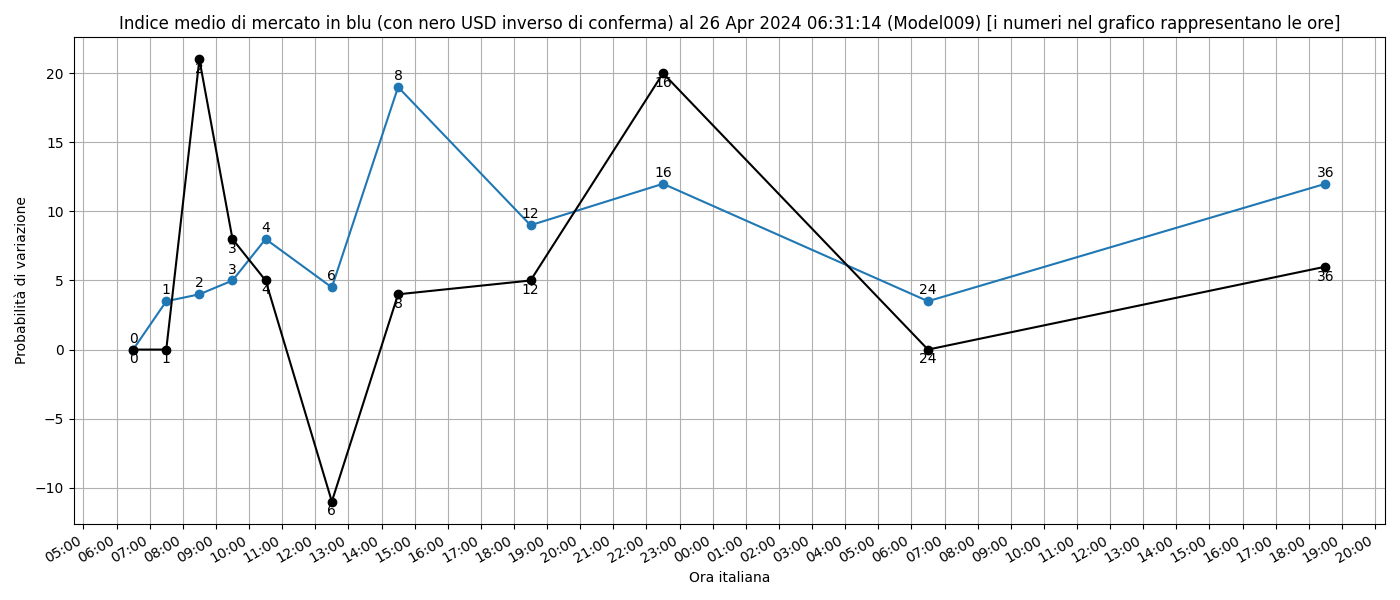 Indice medio di mercato in blu (con nero USD inverso di conferma) al 26 Apr 2024 06:31:14 (Model009) [i numeri nel grafico rappresentano le ore]
Probabilità di variazione
20
15
10
5
0
−5
−10
0 1 2 3 4 6 8 12 16 24 36
0 1 2 3 4 6 8 12 16 24 36
05:00 06:00 07:00 08:00 09:00 10:00 11:00 12:00 13:00 14:00 15:00 16:00 17:00 18:00 19:00 20:00 21:00 22:00 23:00 00:00 01:00 02:00 03:00 04:00 05:00 06:00 07:00 08:00 09:00 10:00 11:00 12:00 13:00 14:00 15:00 16:00 17:00 18:00 19:00 20:00
Ora italiana